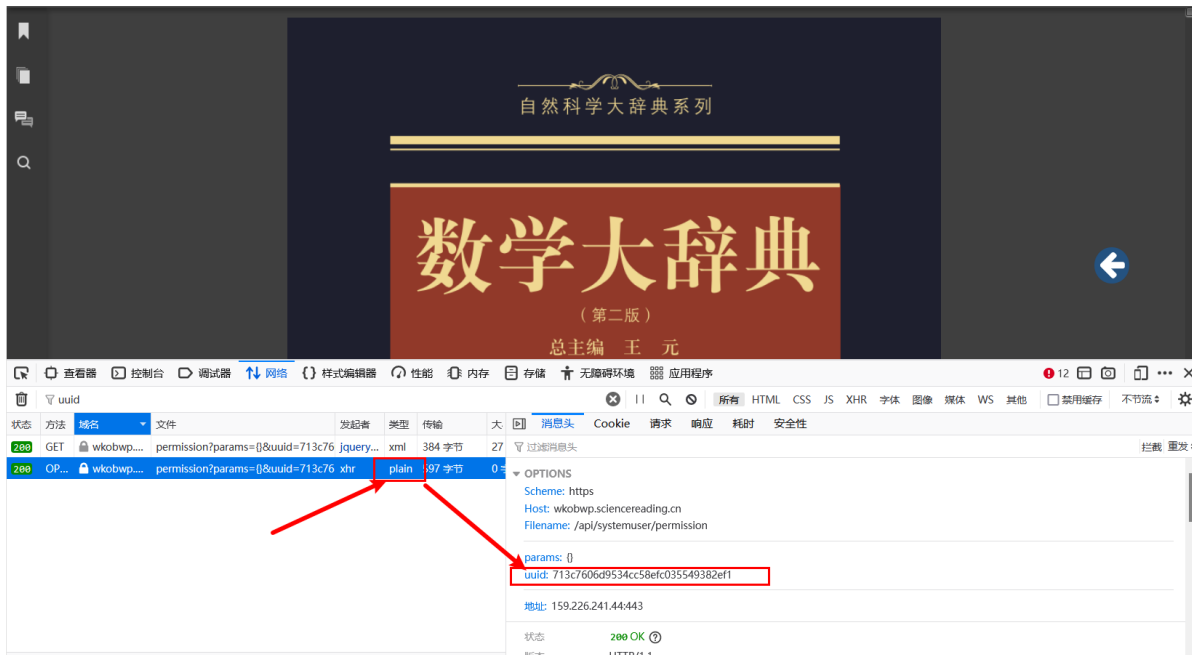 自然科学大辞典系列
数学大辞典
（第二版）
总主编 王 元
查看器 控制台 调试器 网络 样式编辑器 性能 内存 存储 无障碍环境 应用程序 12
uuid 所有 HTML CSS JS XHR 字体 图像 媒体 WS 其他 禁用缓存 不节流
状态 方法 域名 文件 发起者 类型 传输 大 消息头 Cookie 请求 响应 耗时 安全性
200 GET wkobwp.... permission?params={}&uuid=713c76 jquery... xml 384 字节 27 过滤消息头 拦截 重发
200 OP... wkobwp.... permission?params={}&uuid=713c76 xhr plain 597 字节 0
OPTIONS
Scheme: https
Host: wkobwp.sciencereading.cn
Filename: /api/systemuser/permission
params: {}
uuid: 713c7606d9534cc58efc035549382ef1
地址: 159.226.241.44:443
状态 200 OK ?
版本 HTTP/1.1